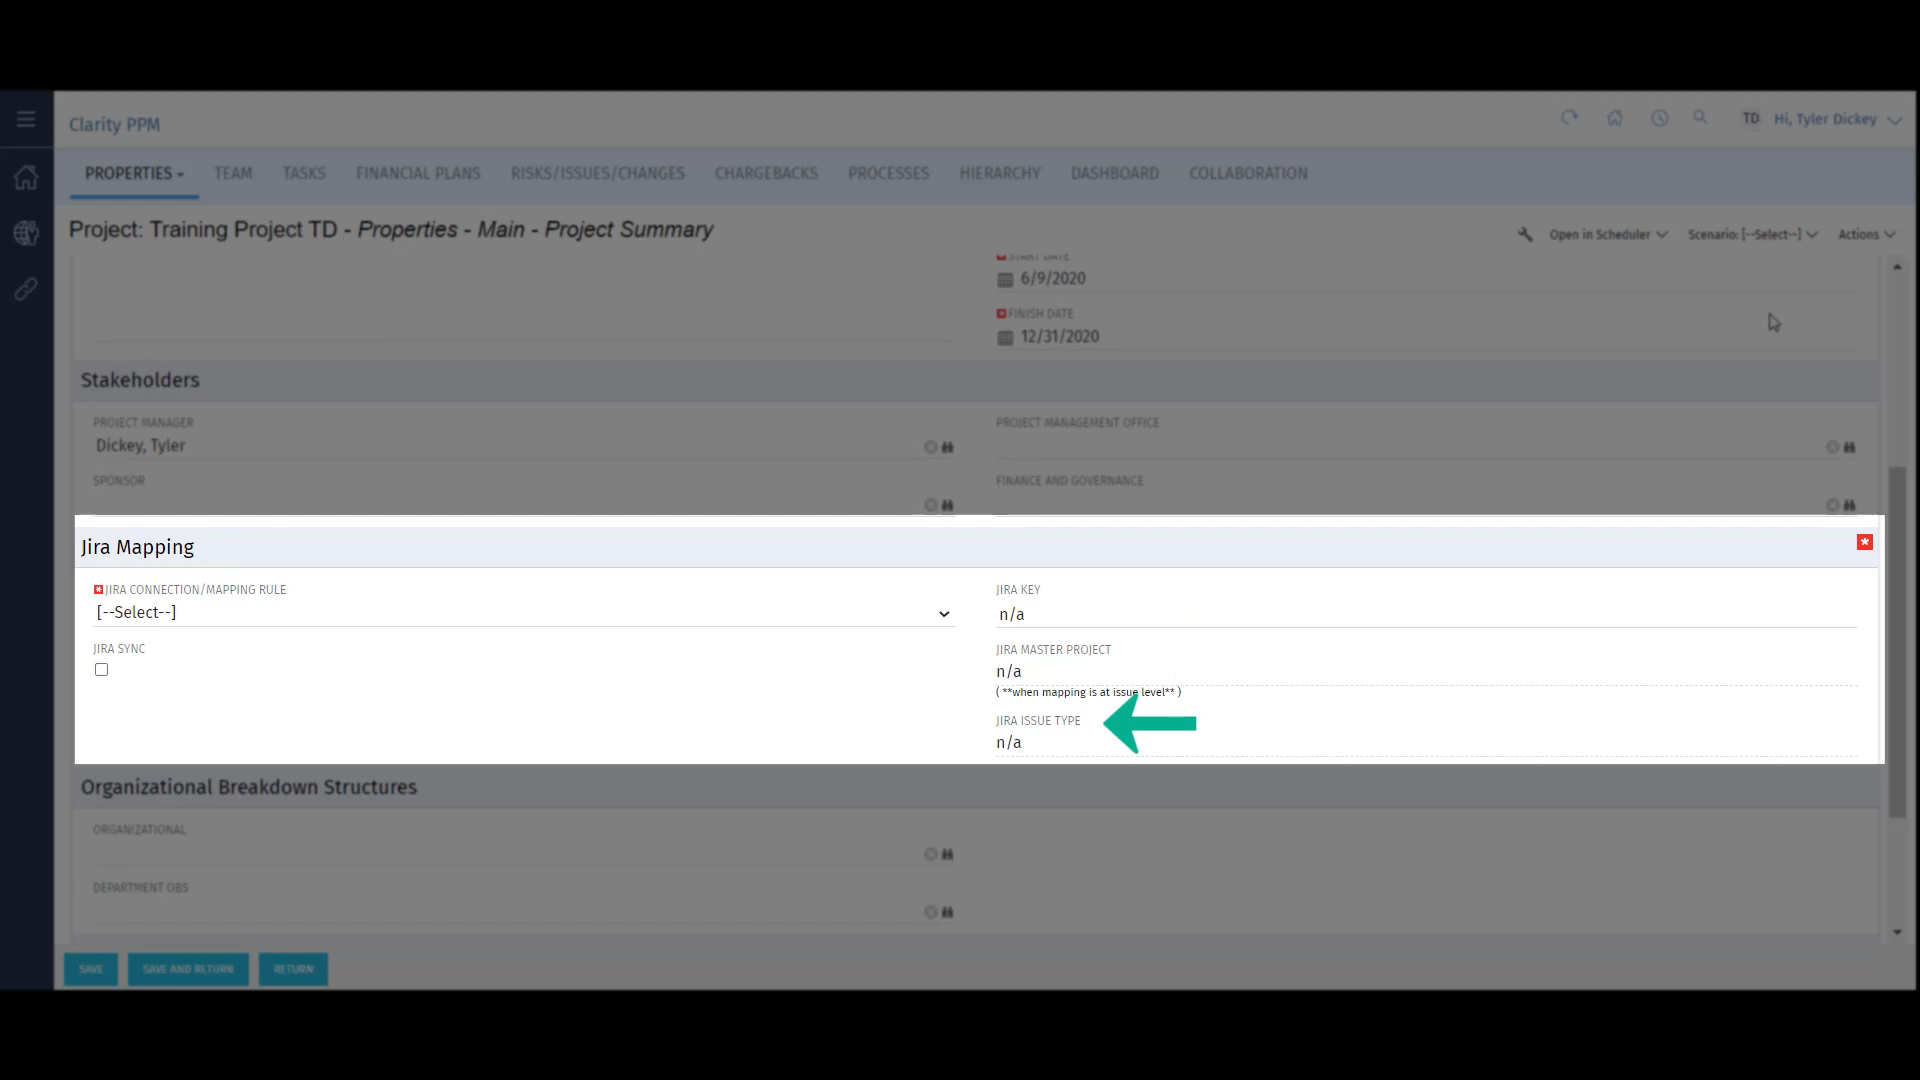 Clarity PPM
TD Hi, Tyler Dickey
PROPERTIES TEAM TASKS FINANCIAL PLANS RISKS/ISSUES/CHANGES CHARGEBACKS PROCESSES HIERARCHY DASHBOARD COLLABORATION
Project: Training Project TD - Properties - Main - Project Summary
Open in Scheduler Scenario: [--Select--] Actions
START DATE
6/9/2020
FINISH DATE
12/31/2020
Stakeholders
PROJECT MANAGER
Dickey, Tyler
PROJECT MANAGEMENT OFFICE
SPONSOR
FINANCE AND GOVERNANCE
Jira Mapping
JIRA CONNECTION/MAPPING RULE
[--Select--]
JIRA SYNC
JIRA KEY
n/a
JIRA MASTER PROJECT
n/a
( **when mapping is at issue level** )
JIRA ISSUE TYPE
n/a
Organizational Breakdown Structures
ORGANIZATIONAL
DEPARTMENT OBS
SAVE SAVE AND RETURN RETURN